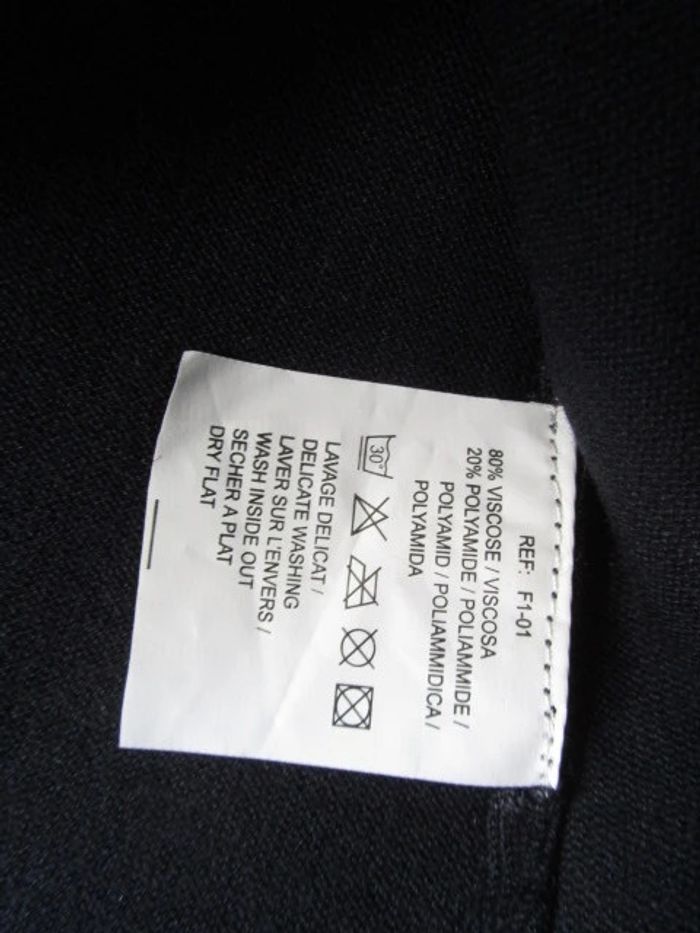 REF: F1-01
80% VISCOSE / VISCOSA
20% POLYAMIDE / POLIAMMIDE /
POLYAMID / POLIAMMIDICA /
POLYAMIDA
30°
LAVAGE DELICAT /
DELICATE WASHING
LAVER SUR L'ENVERS /
WASH INSIDE OUT
SECHER A PLAT
DRY FLAT